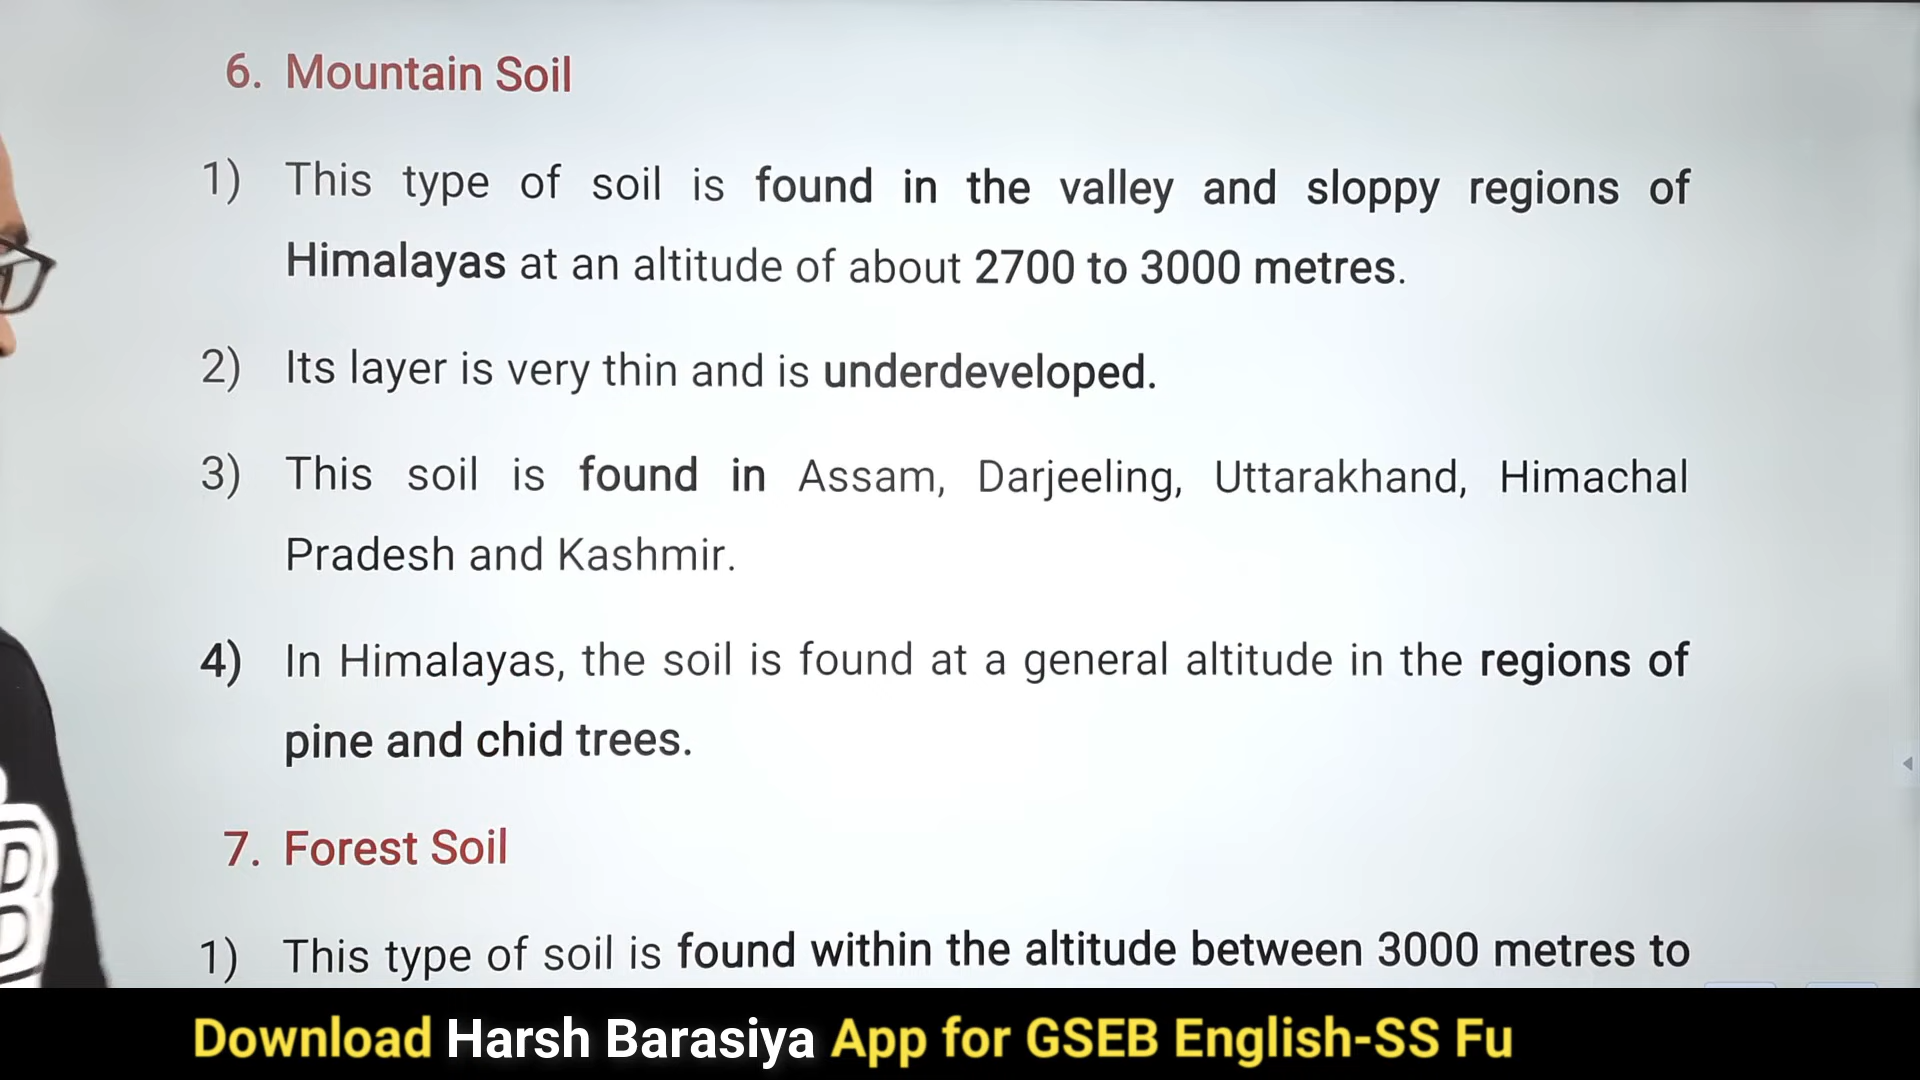 6. Mountain Soil
1) This type of soil is found in the valley and sloppy regions of
Himalayas at an altitude of about 2700 to 3000 metres.
2) Its layer is very thin and is underdeveloped.
3) This soil is found in Assam, Darjeeling, Uttarakhand, Himachal
Pradesh and Kashmir.
4) In Himalayas, the soil is found at a general altitude in the regions of
pine and chid trees.
7. Forest Soil
1) This type of soil is found within the altitude between 3000 metres to
Download Harsh Barasiya App for GSEB English-SS Fu